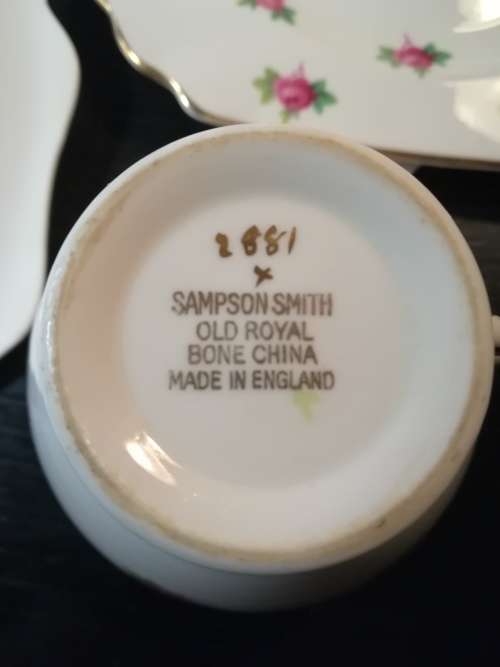 2881
x
SAMPSON SMITH
OLD ROYAL
BONE CHINA
MADE IN ENGLAND